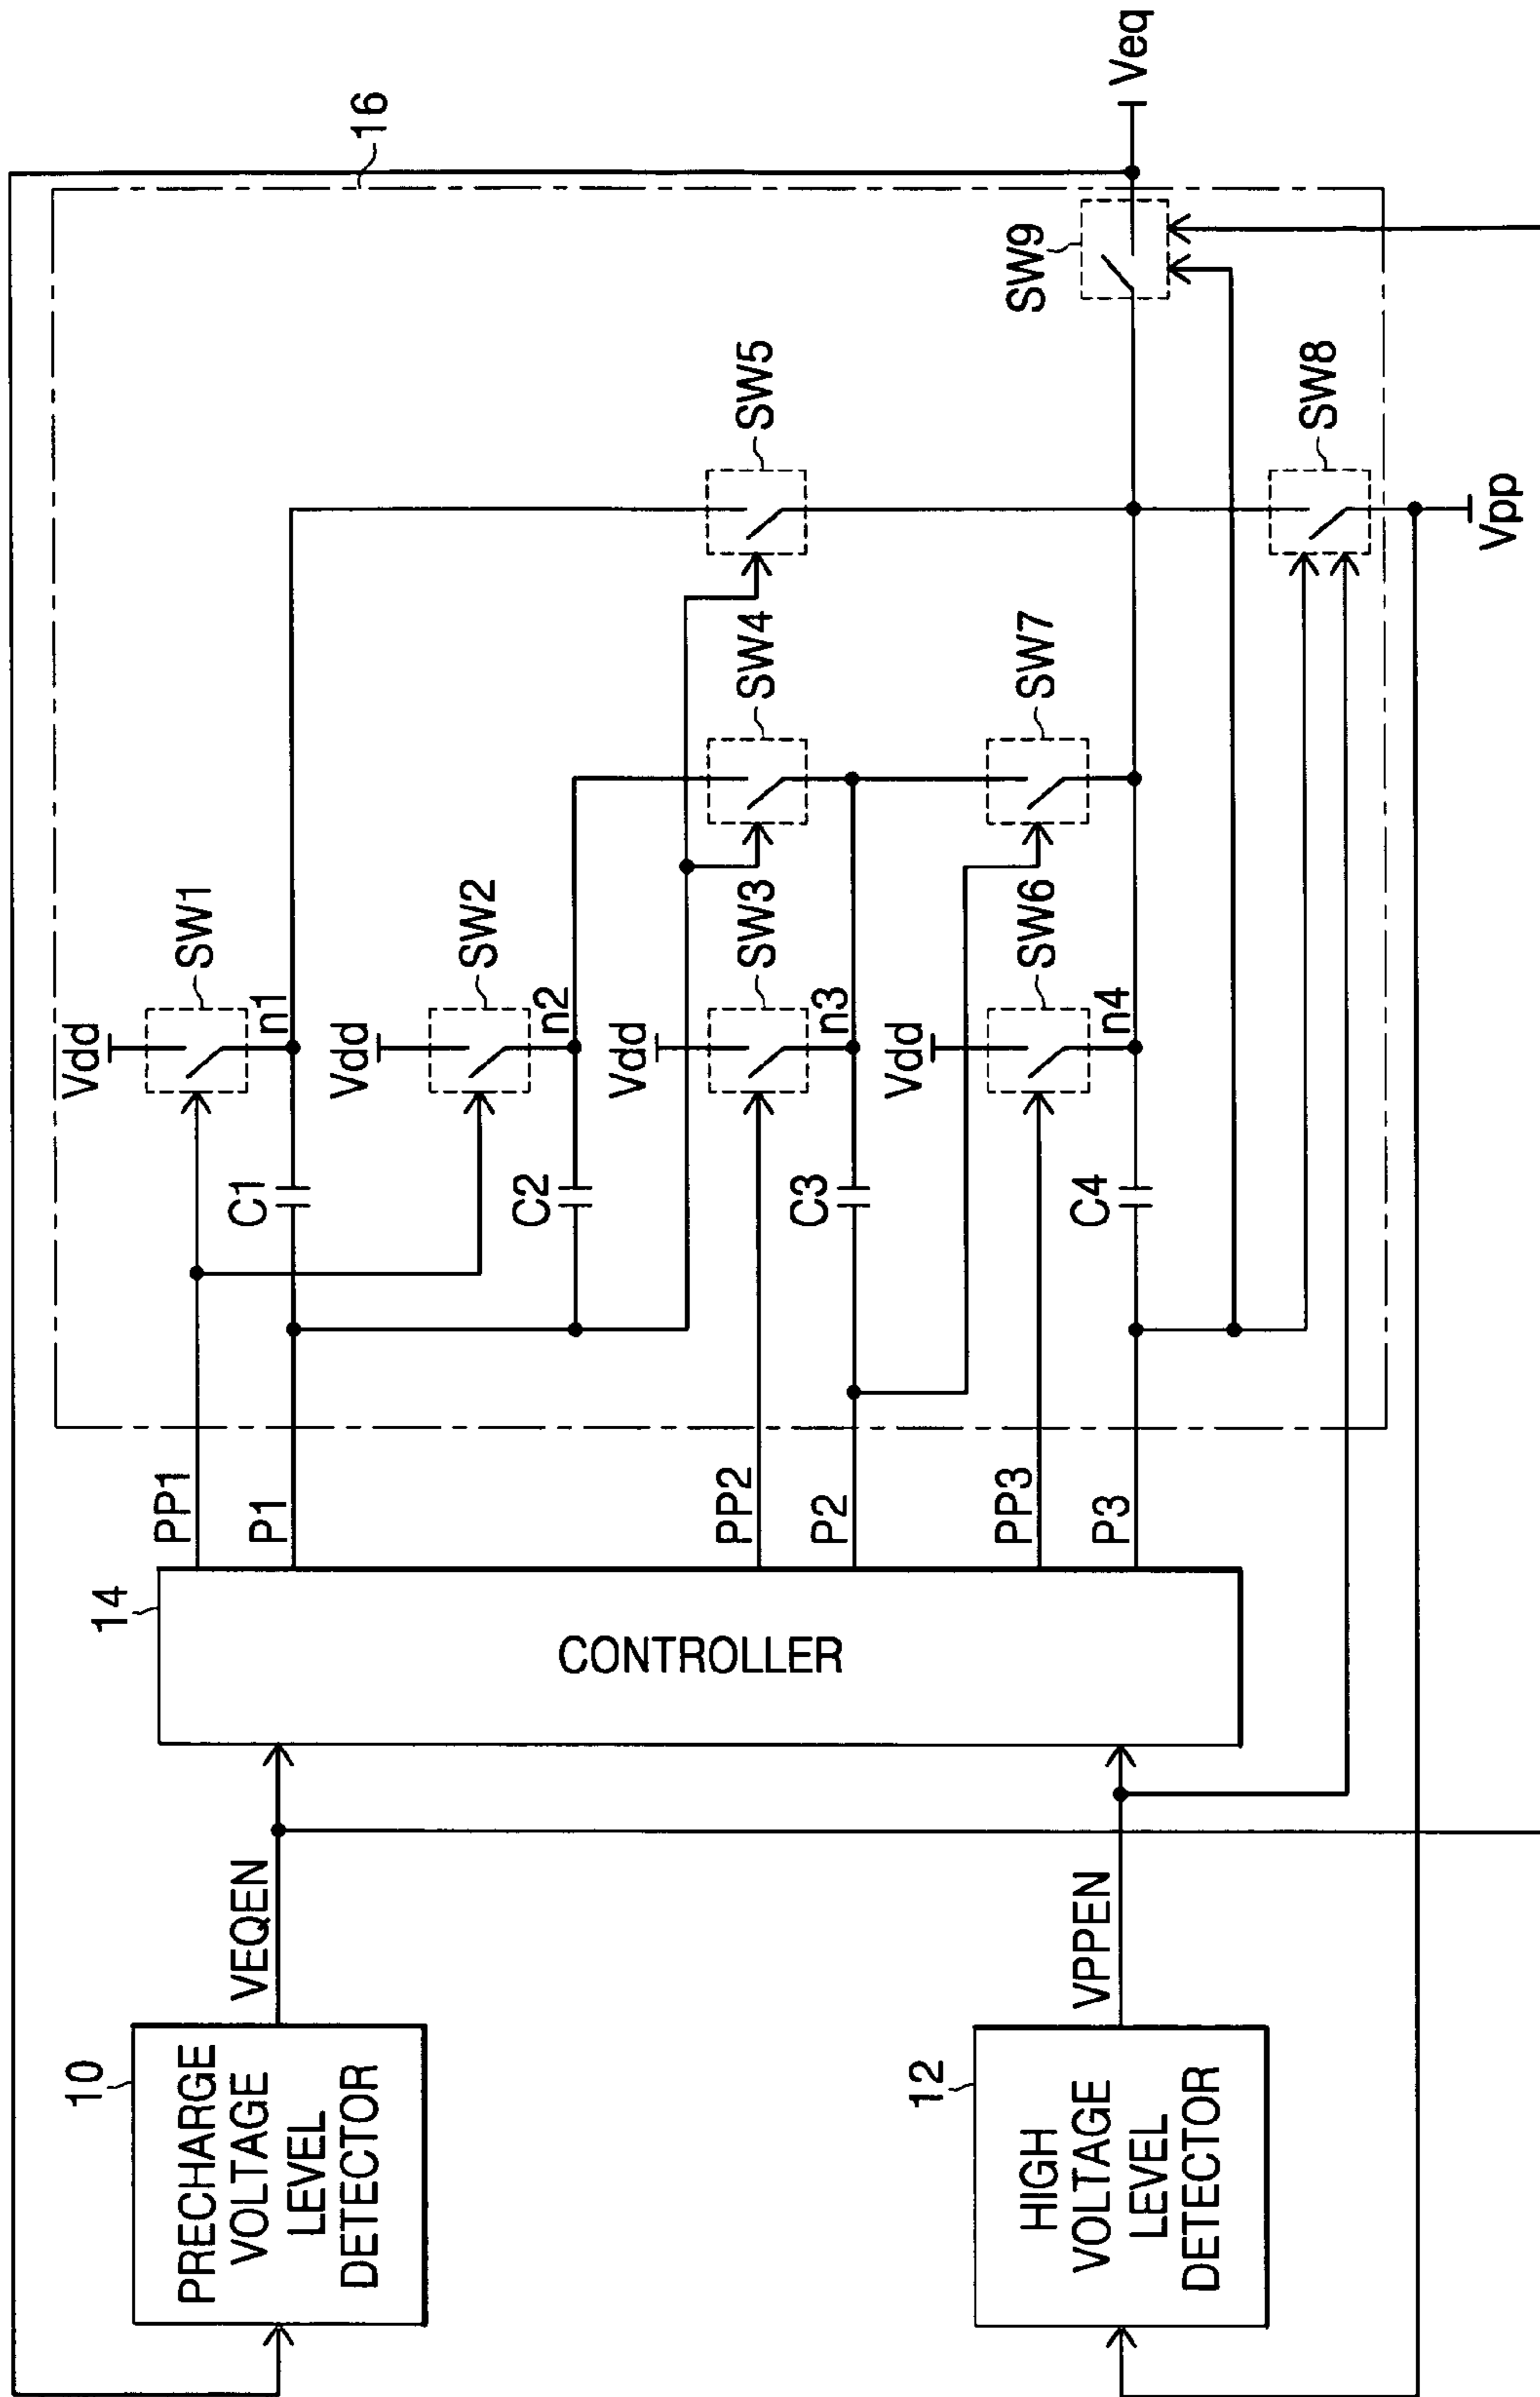 10
PRECHARGE
VOLTAGE
LEVEL
DETECTOR
VEQEN
12
HIGH
VOLTAGE
LEVEL
DETECTOR
VPPEN
14
CONTROLLER
PP1
P1
PP2
P2
PP3
P3
16
Vdd
SW1
n1
C1
Vdd
SW2
n2
C2
Vdd
SW3
n3
C3
SW4
SW5
Vdd
SW6
n4
C4
SW7
SW9
SW8
Veq
Vpp